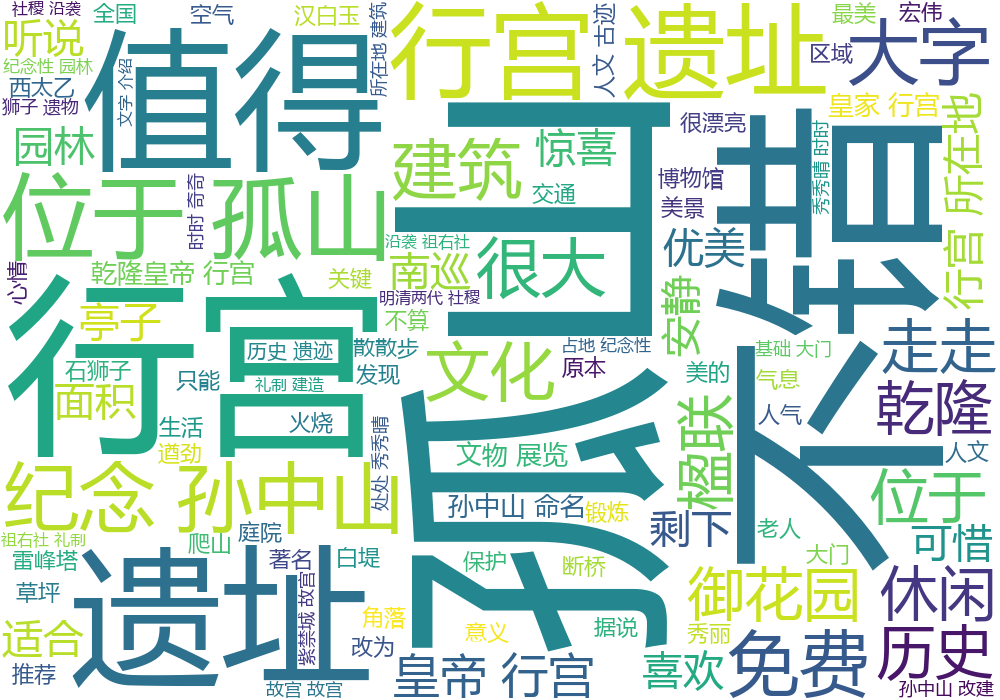 社稷 沿袭
全国
空气
汉白玉
所在地 建筑
行宫 遗址
人文 古迹
最美
宏伟
听说
值得
区域
大字
纪念性 园林
西太乙
文字 介绍
狮子 遗物
皇家 行宫
行宫 所在地
园林
建筑
惊喜
很漂亮
不错
秀秀晴 时时
位于 孤山
时时 奇奇
孤山
交通
博物馆
美景
优美
沿袭 祖右社
很大
南巡
心情
乾隆皇帝 行宫
关键
明清两代 社稷
安静
行宫
亭子
不算
走走
历史 遗迹
散散步
文化
占地 纪念性
原本
基础 大门
石狮子
只能
发现
礼制 建造
美的
气息
乾隆
面积
生活
火烧
楹联
人气
遒劲
处处 秀秀晴
文物 展览
人文
纪念 孙中山
孙中山 命名
锻炼
位于
祖右社 礼制
爬山
庭院
剩下
老人
可惜
雷峰塔
遗址
著名
白堤
保护
断桥
大门
草坪
紫禁城 故宫
御花园
休闲
适合
角落
意义
据说
秀丽
改为
免费
历史
推荐
故宫 故宫
皇帝 行宫
喜欢
孙中山 改建